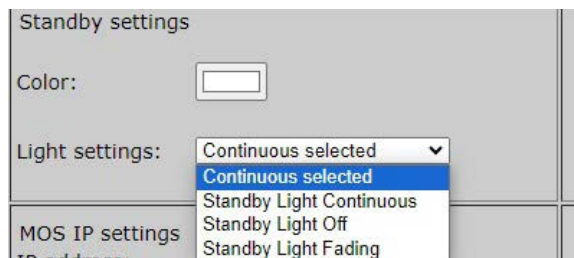 Standby settings
Color:
Light settings: Continuous selected
Continuous selected
Standby Light Continuous
Standby Light Off
MOS IP settings
Standby Light Fading